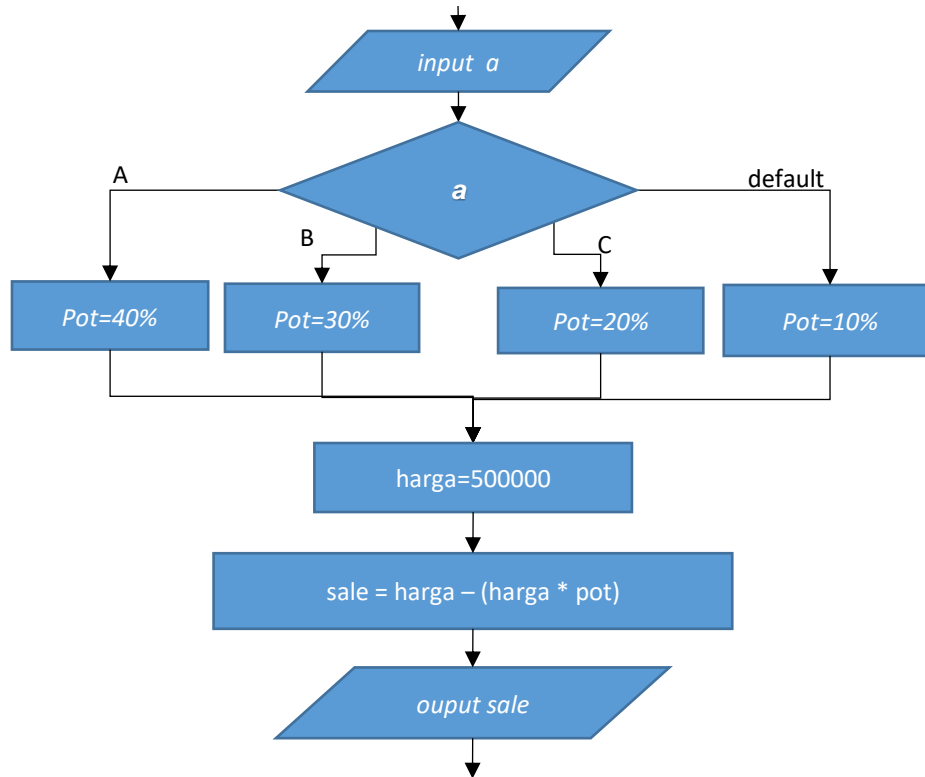 input a
a
A
default
B
C
Pot=40%
Pot=30%
Pot=20%
Pot=10%
harga=500000
sale = harga – (harga * pot)
ouput sale